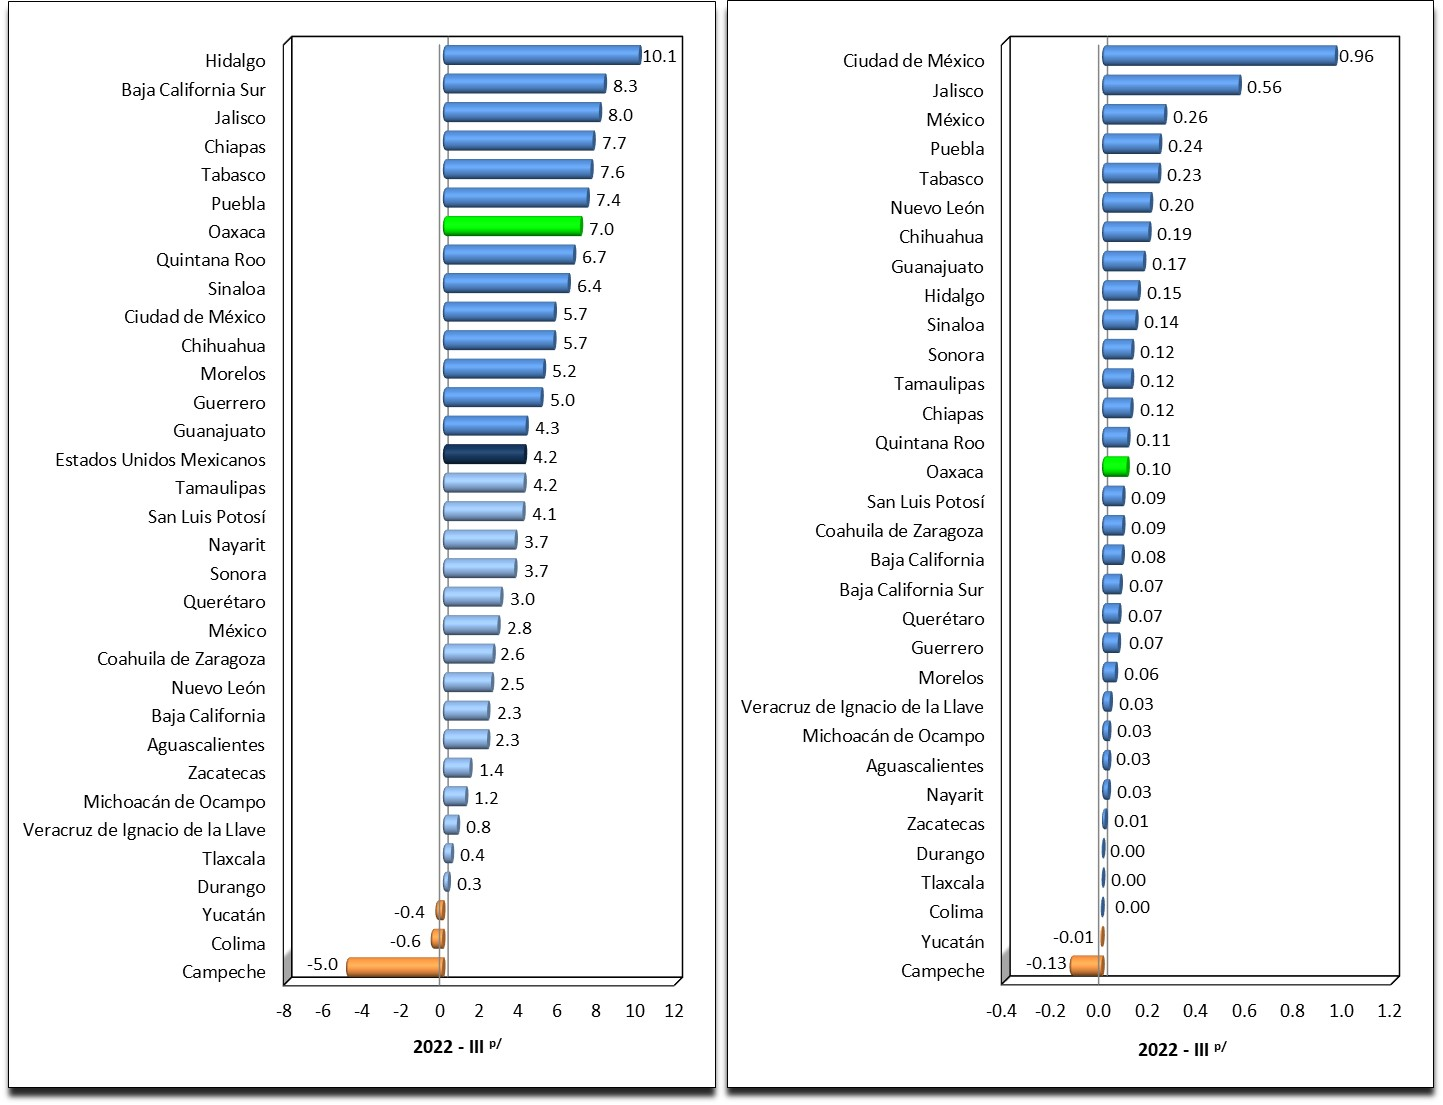 Hidalgo 10.1
Baja California Sur 8.3
Jalisco 8.0
Chiapas 7.7
Tabasco 7.6
Puebla 7.4
Oaxaca 7.0
Quintana Roo 6.7
Sinaloa 6.4
Ciudad de México 5.7
Chihuahua 5.7
Morelos 5.2
Guerrero 5.0
Guanajuato 4.3
Estados Unidos Mexicanos 4.2
Tamaulipas 4.2
San Luis Potosí 4.1
Nayarit 3.7
Sonora 3.7
Querétaro 3.0
México 2.8
Coahuila de Zaragoza 2.6
Nuevo León 2.5
Baja California 2.3
Aguascalientes 2.3
Zacatecas 1.4
Michoacán de Ocampo 1.2
Veracruz de Ignacio de la Llave 0.8
Tlaxcala 0.4
Durango 0.3
Yucatán -0.4
Colima -0.6
Campeche -5.0
-8 -6 -4 -2 0 2 4 6 8 10 12
2022 - III p/
Ciudad de México 0.96
Jalisco 0.56
México 0.26
Puebla 0.24
Tabasco 0.23
Nuevo León 0.20
Chihuahua 0.19
Guanajuato 0.17
Hidalgo 0.15
Sinaloa 0.14
Sonora 0.12
Tamaulipas 0.12
Chiapas 0.12
Quintana Roo 0.11
Oaxaca 0.10
San Luis Potosí 0.09
Coahuila de Zaragoza 0.09
Baja California 0.08
Baja California Sur 0.07
Querétaro 0.07
Guerrero 0.07
Morelos 0.06
Veracruz de Ignacio de la Llave 0.03
Michoacán de Ocampo 0.03
Aguascalientes 0.03
Nayarit 0.03
Zacatecas 0.01
Durango 0.00
Tlaxcala 0.00
Colima 0.00
Yucatán -0.01
Campeche -0.13
-0.4 -0.2 0.0 0.2 0.4 0.6 0.8 1.0 1.2
2022 - III p/